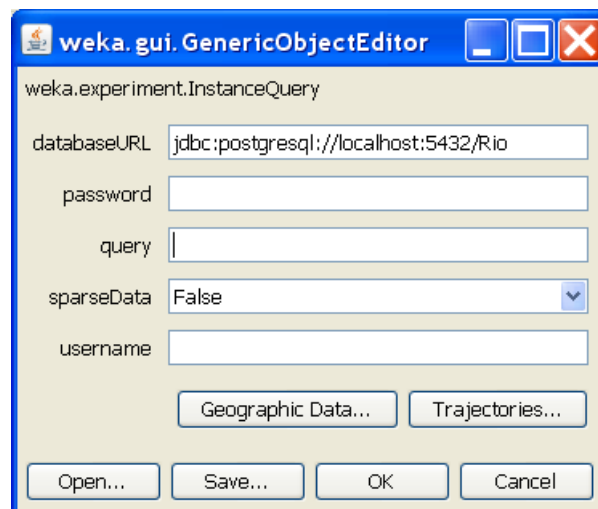 weka.gui.GenericObjectEditor
weka.experiment.InstanceQuery
databaseURL jdbc:postgresql://localhost:5432/Rio
password
query
sparseData False
username
Geographic Data... Trajectories...
Open... Save... OK Cancel